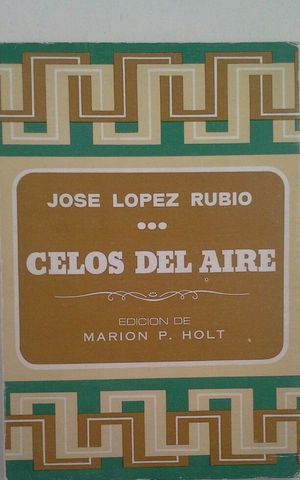 JOSE LOPEZ RUBIO
CELOS DEL AIRE
EDICION DE
MARION P. HOLT